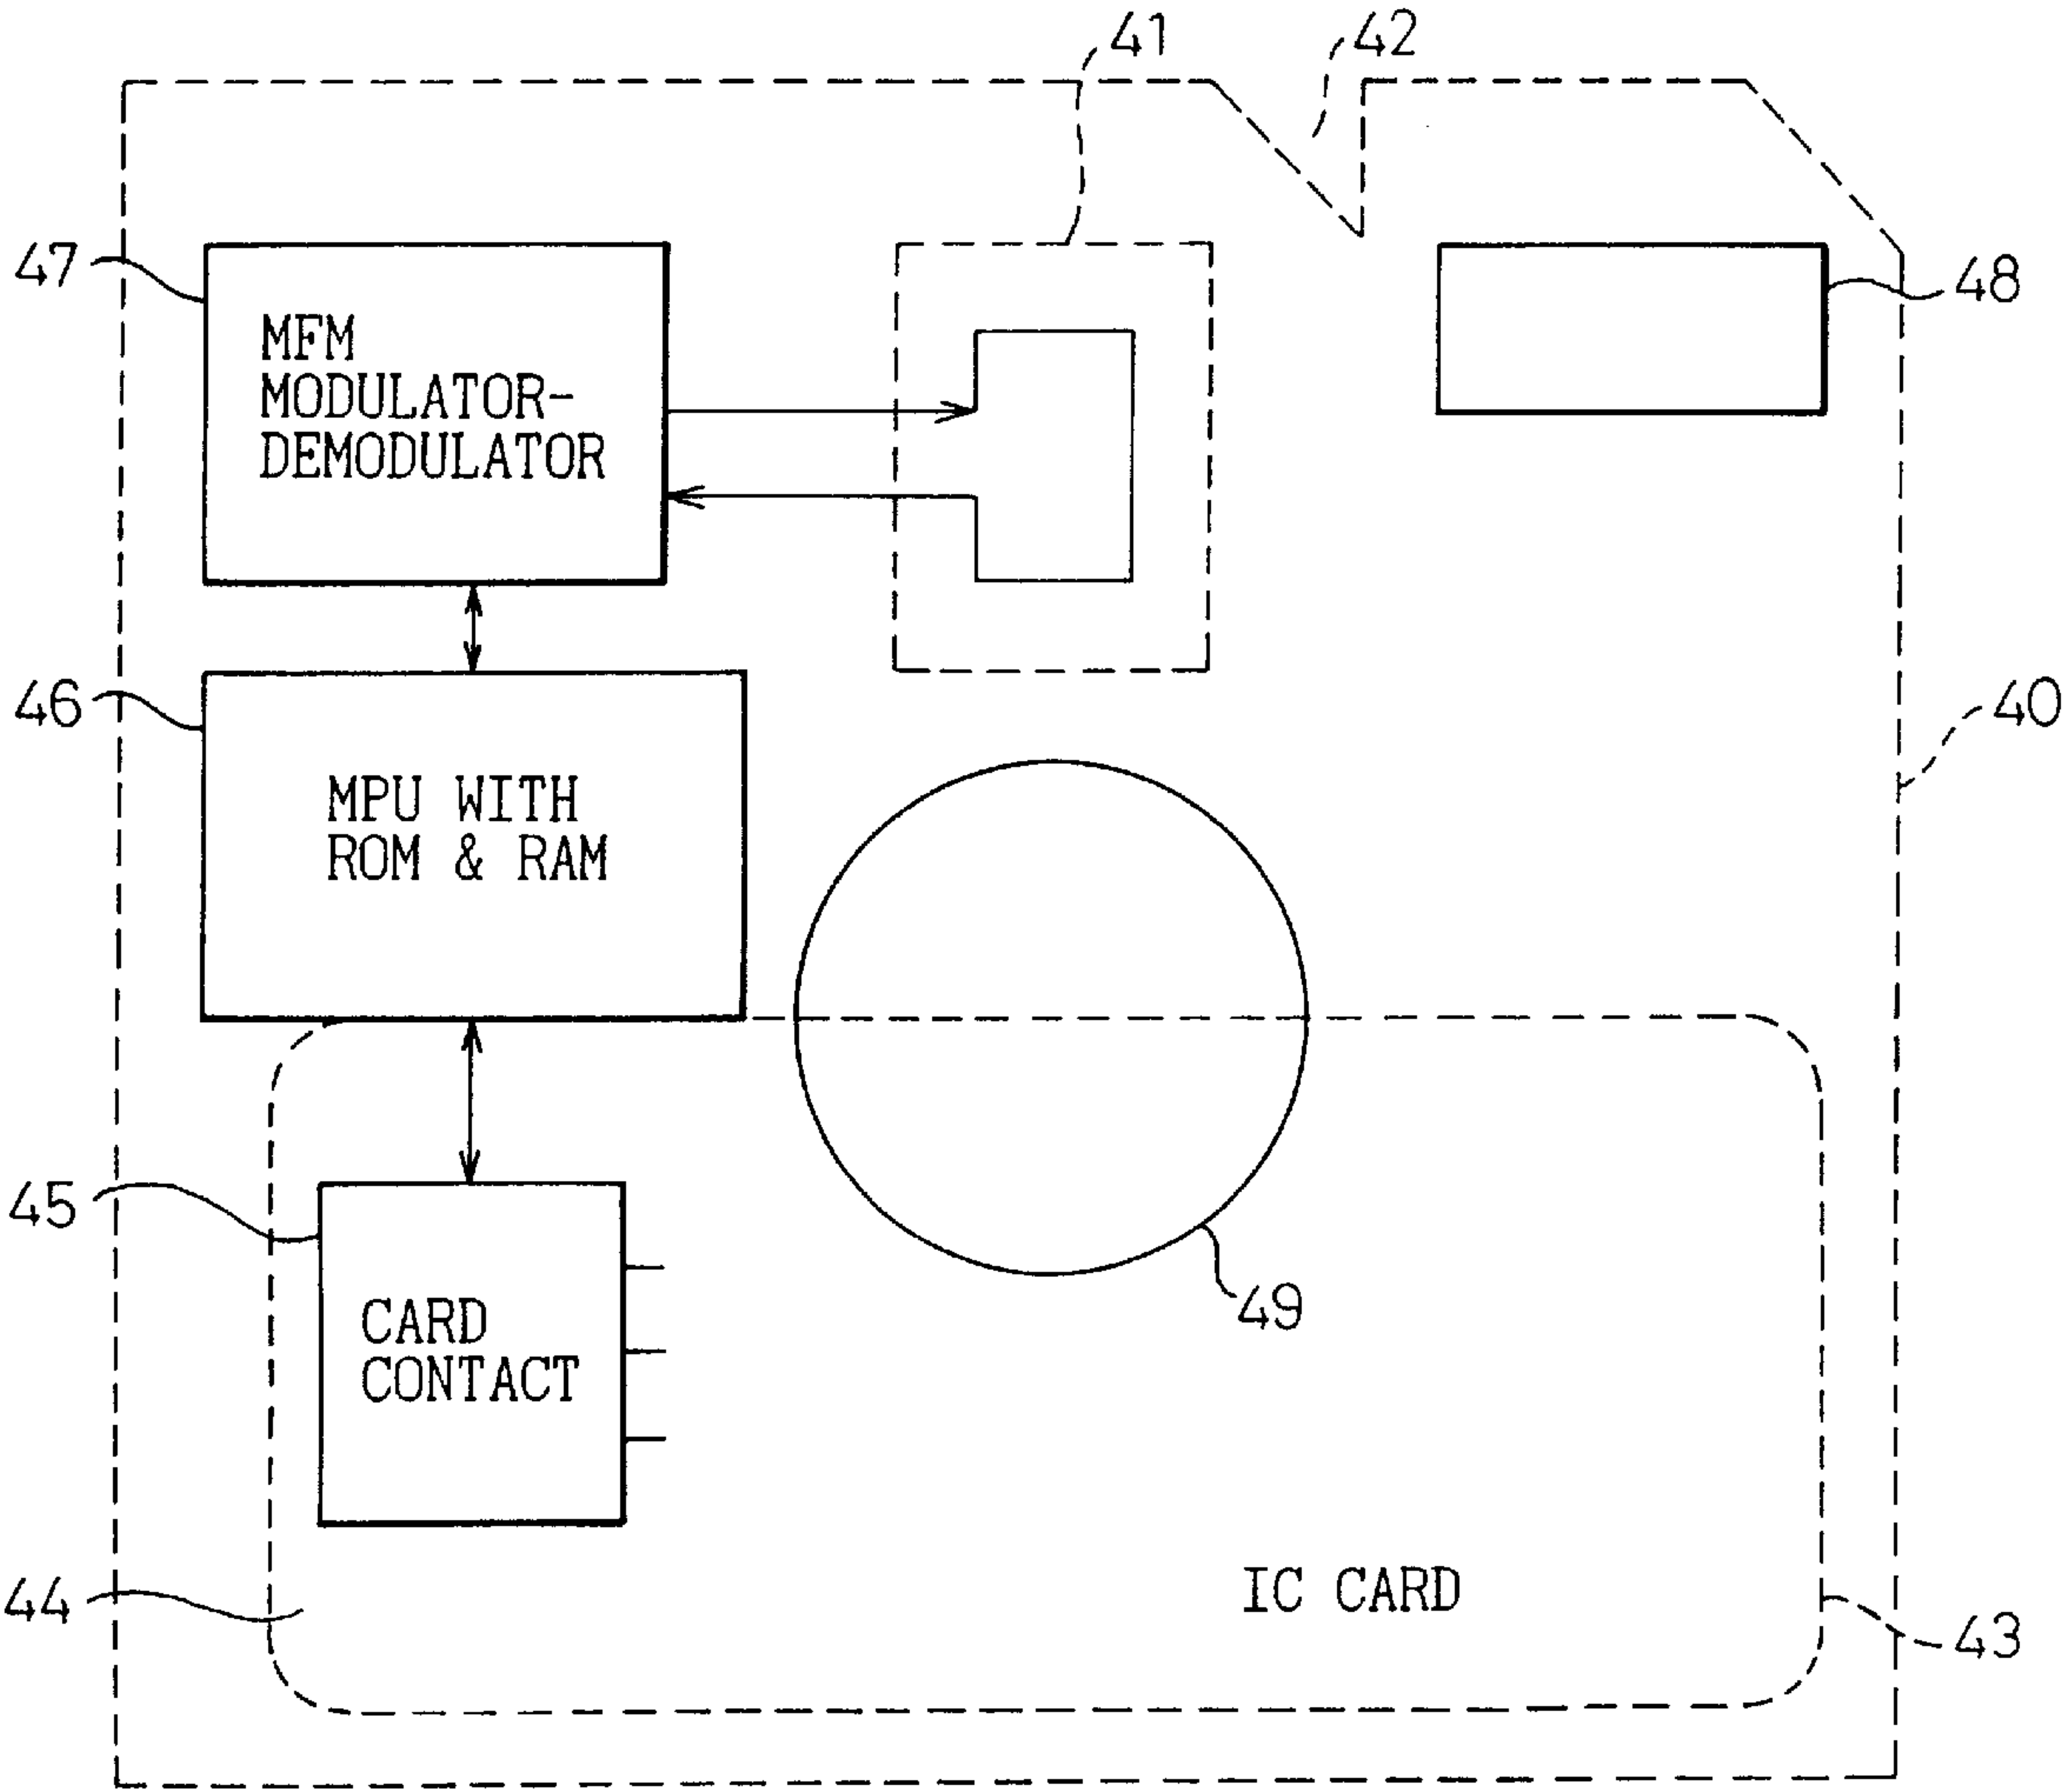 41
42
47
MFM
MODULATOR-
DEMODULATOR
48
46
MPU WITH
ROM & RAM
40
45
CARD
CONTACT
49
44
IC CARD
43